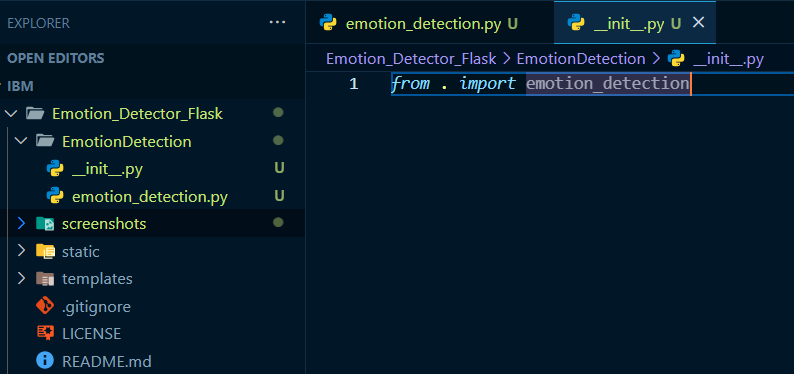 EXPLORER
OPEN EDITORS
IBM
Emotion_Detector_Flask
EmotionDetection
__init__.py U
emotion_detection.py U
screenshots
static
templates
.gitignore
LICENSE
README.md
emotion_detection.py U
__init__.py U
Emotion_Detector_Flask > EmotionDetection > __init__.py
1 from . import emotion_detection